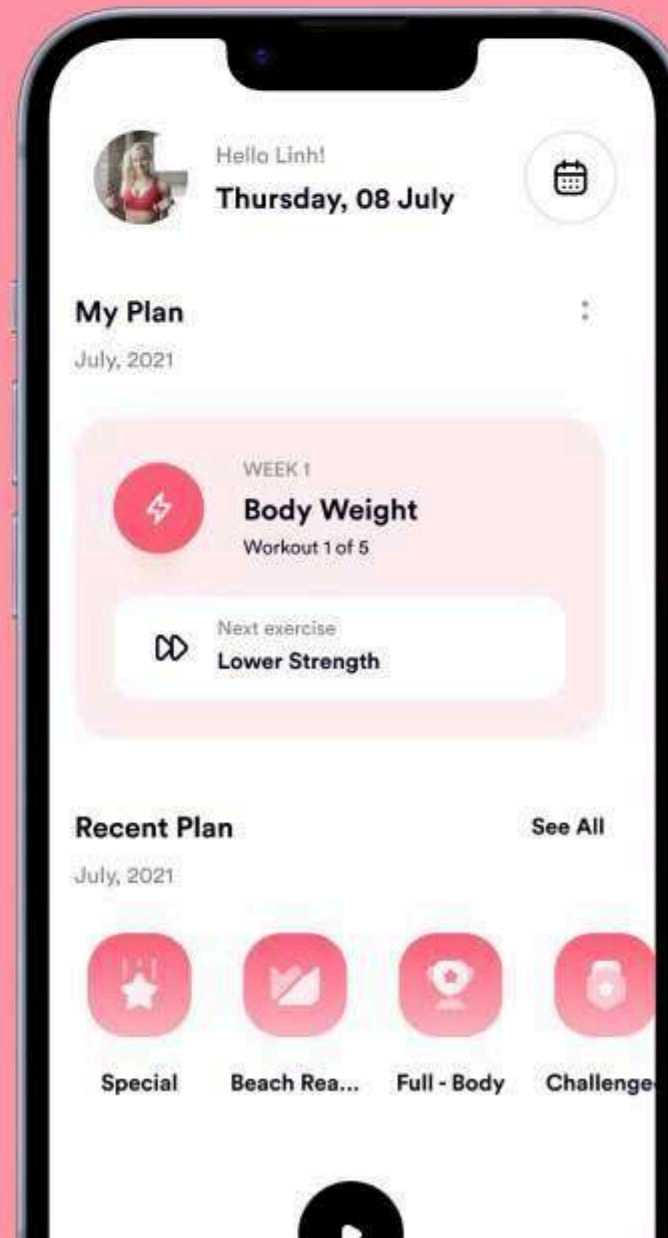 Hello Linh!
Thursday, 08 July
My Plan
July, 2021
WEEK 1
Body Weight
Workout 1 of 5
Next exercise
Lower Strength
Recent Plan
See All
July, 2021
Special
Beach Rea...
Full - Body
Challenge